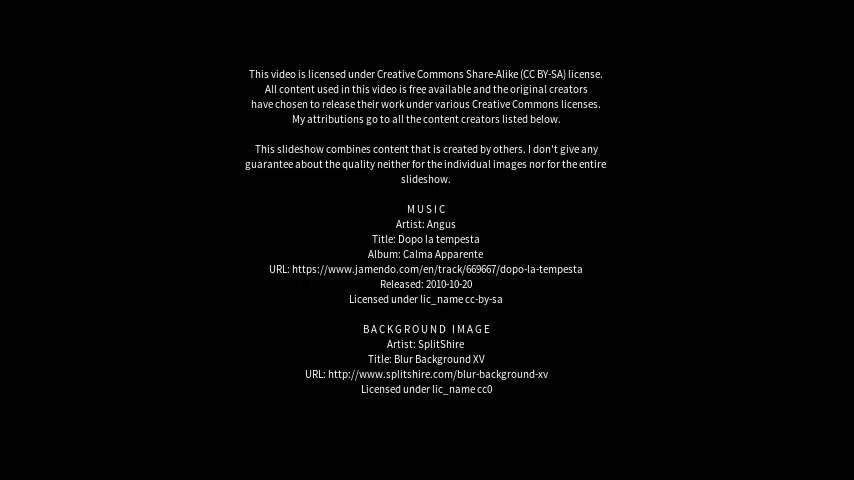 This video is licensed under Creative Commons Share-Alike (CC BY-SA) license.
All content used in this video is free available and the original creators
have chosen to release their work under various Creative Commons licenses.
My attributions go to all the content creators listed below.
This slideshow combines content that is created by others. I don't give any
guarantee about the quality neither for the individual images nor for the entire
slideshow.
MUSIC
Artist: Angus
Title: Dopo la tempesta
Album: Calma Apparente
URL: https://www.jamendo.com/en/track/669667/dopo-la-tempesta
Released: 2010-10-20
Licensed under lic_name cc-by-sa
BACKGROUND IMAGE
Artist: SplitShire
Title: Blur Background XV
URL: http://www.splitshire.com/blur-background-xv
Licensed under lic_name cc0